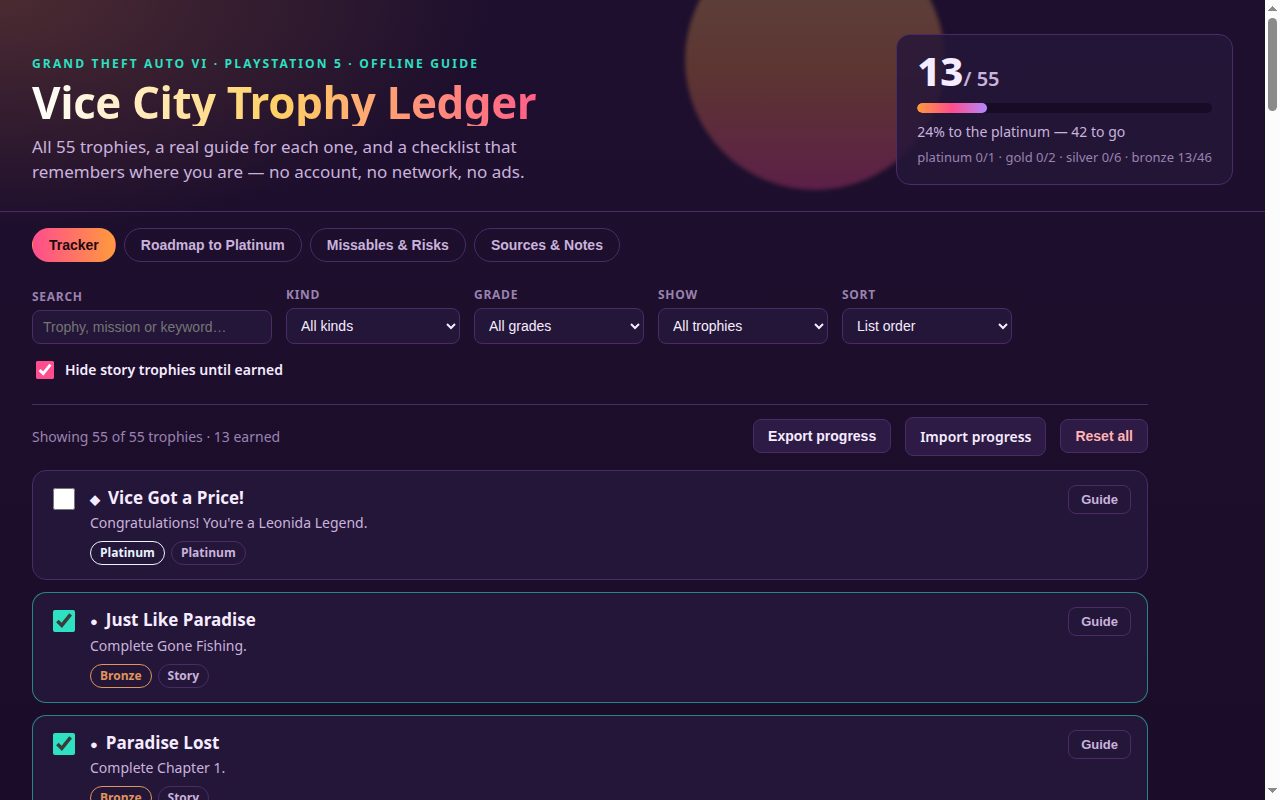 GRAND THEFT AUTO VI · PLAYSTATION 5 · OFFLINE GUIDE
Vice City Trophy Ledger
All 55 trophies, a real guide for each one, and a checklist that
remembers where you are — no account, no network, no ads.
13 / 55
24% to the platinum — 42 to go
platinum 0/1 · gold 0/2 · silver 0/6 · bronze 13/46
Tracker Roadmap to Platinum Missables & Risks Sources & Notes
SEARCH KIND GRADE SHOW SORT
Trophy, mission or keyword… All kinds All grades All trophies List order
Hide story trophies until earned
Showing 55 of 55 trophies · 13 earned
Export progress Import progress Reset all
◆ Vice Got a Price! Guide
Congratulations! You're a Leonida Legend.
Platinum Platinum
● Just Like Paradise Guide
Complete Gone Fishing.
Bronze Story
● Paradise Lost Guide
Complete Chapter 1.
Bronze Story